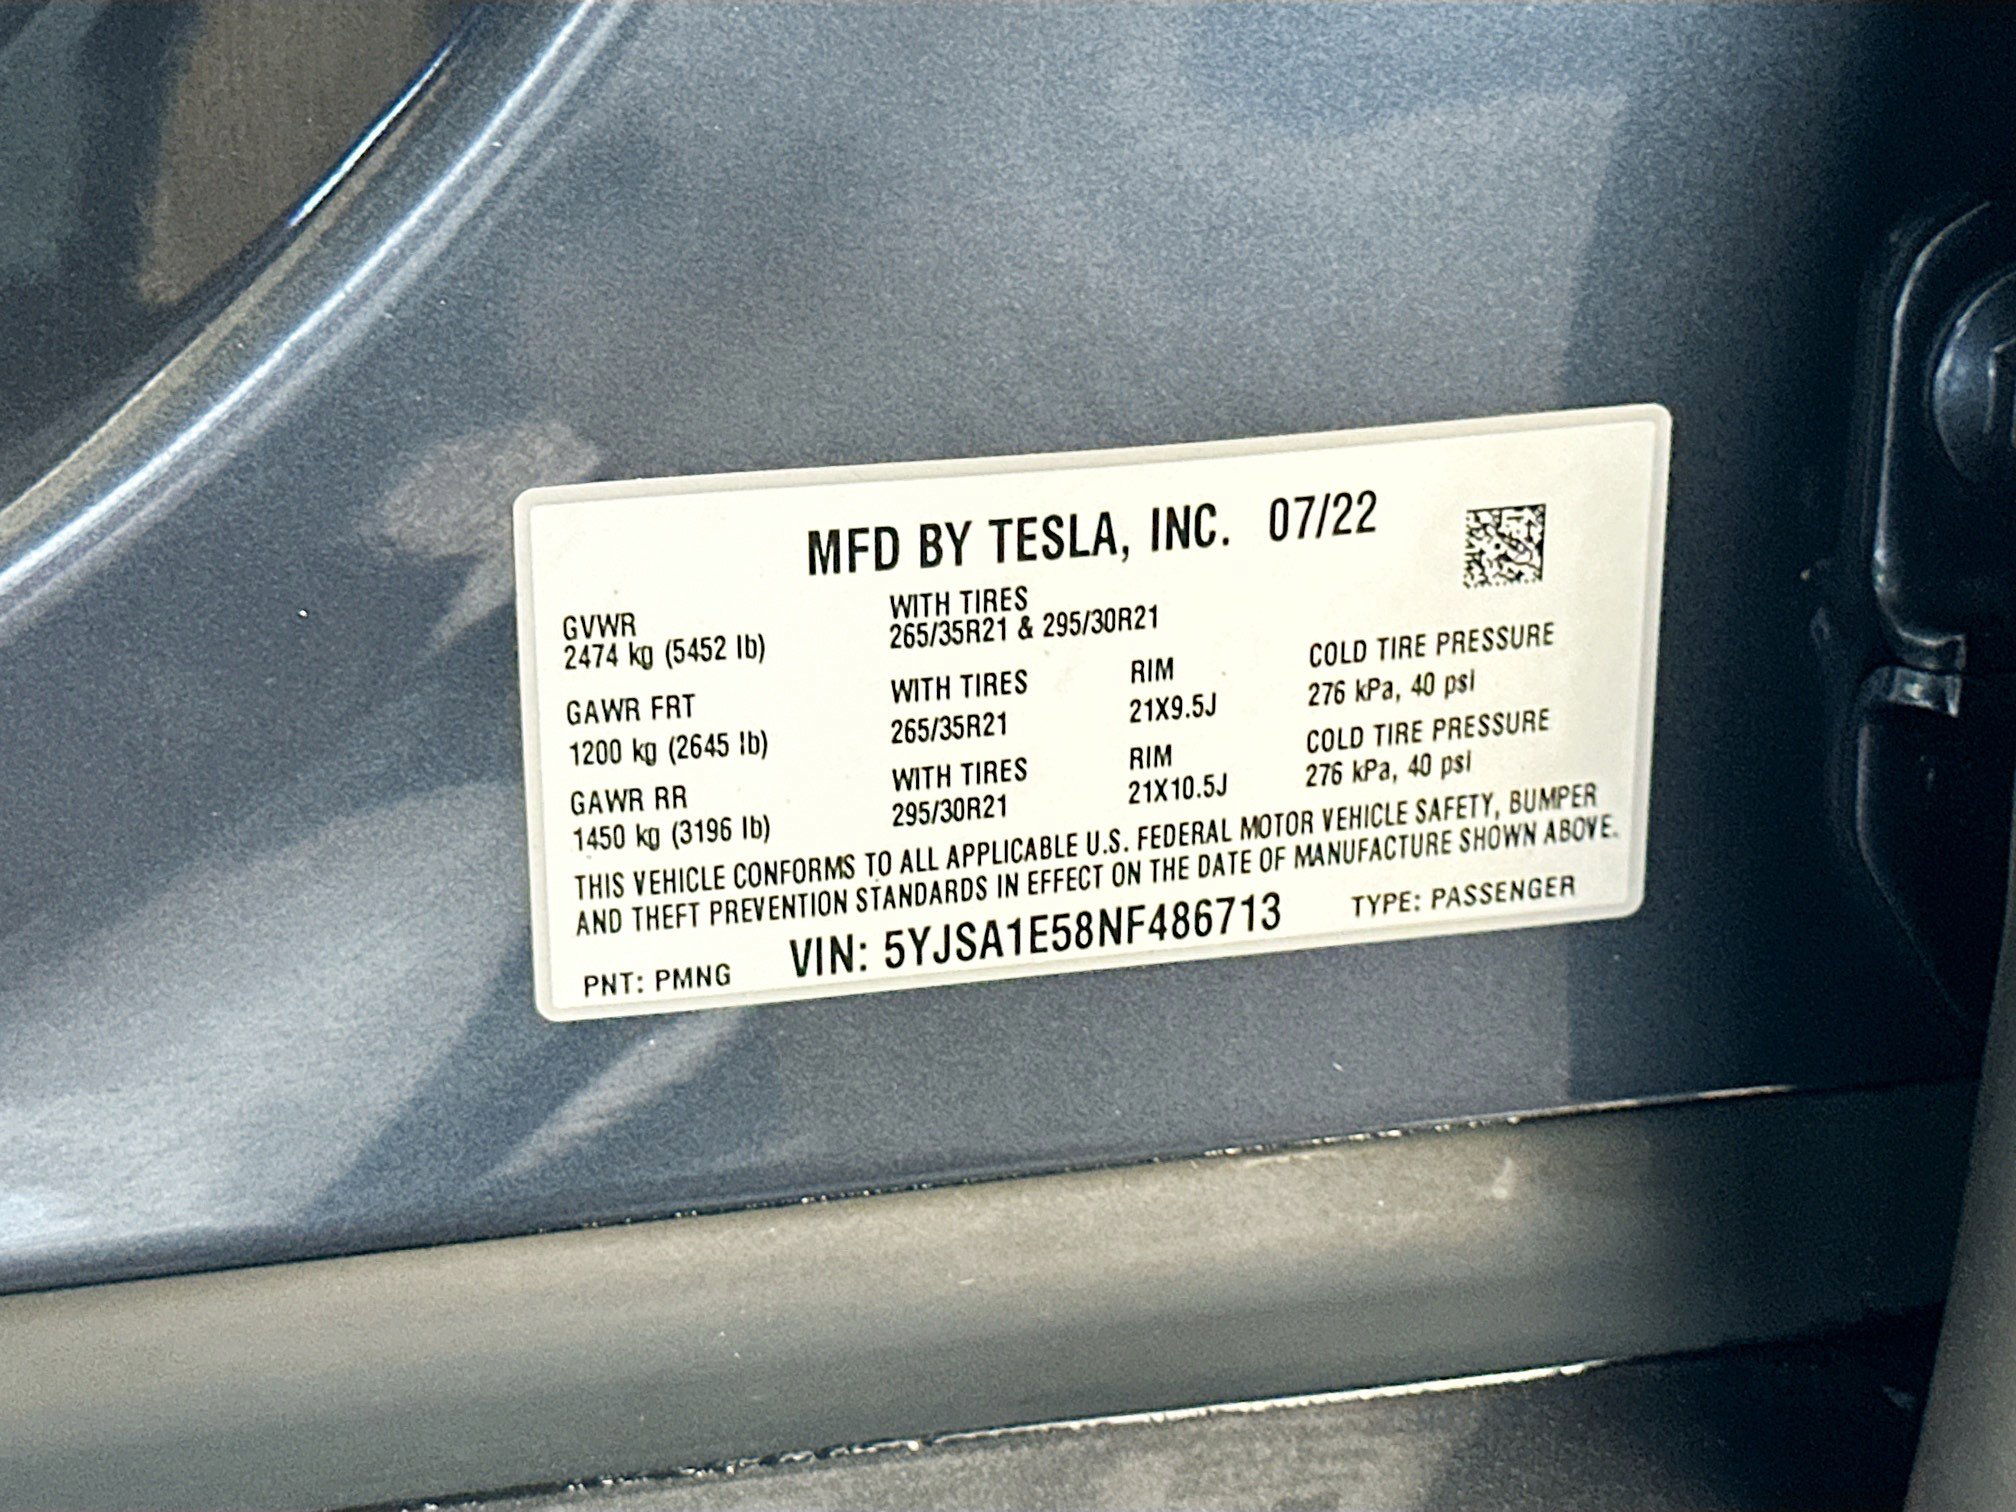 MFD BY TESLA, INC. 07/22
GVWR
2474 kg (5452 lb)
WITH TIRES
265/35R21 & 295/30R21
GAWR FRT
1200 kg (2645 lb)
WITH TIRES
265/35R21
RIM
21X9.5J
COLD TIRE PRESSURE
276 kPa, 40 psi
GAWR RR
1450 kg (3196 lb)
WITH TIRES
295/30R21
RIM
21X10.5J
COLD TIRE PRESSURE
276 kPa, 40 psi
THIS VEHICLE CONFORMS TO ALL APPLICABLE U.S. FEDERAL MOTOR VEHICLE SAFETY, BUMPER
AND THEFT PREVENTION STANDARDS IN EFFECT ON THE DATE OF MANUFACTURE SHOWN ABOVE.
PNT: PMNG
VIN: 5YJSA1E58NF486713
TYPE: PASSENGER